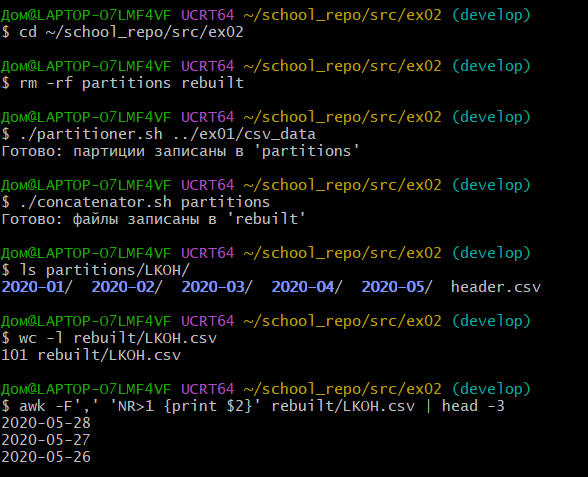 Дом@LAPTOP-O7LMF4VF UCRT64 ~/school_repo/src/ex02 (develop)
$ cd ~/school_repo/src/ex02
Дом@LAPTOP-O7LMF4VF UCRT64 ~/school_repo/src/ex02 (develop)
$ rm -rf partitions rebuilt
Дом@LAPTOP-O7LMF4VF UCRT64 ~/school_repo/src/ex02 (develop)
$ ./partitioner.sh ../ex01/csv_data
Готово: партиции записаны в 'partitions'
Дом@LAPTOP-O7LMF4VF UCRT64 ~/school_repo/src/ex02 (develop)
$ ./concatenator.sh partitions
Готово: файлы записаны в 'rebuilt'
Дом@LAPTOP-O7LMF4VF UCRT64 ~/school_repo/src/ex02 (develop)
$ ls partitions/LKOH/
2020-01/  2020-02/  2020-03/  2020-04/  2020-05/  header.csv
Дом@LAPTOP-O7LMF4VF UCRT64 ~/school_repo/src/ex02 (develop)
$ wc -l rebuilt/LKOH.csv
101 rebuilt/LKOH.csv
Дом@LAPTOP-O7LMF4VF UCRT64 ~/school_repo/src/ex02 (develop)
$ awk -F',' 'NR>1 {print $2}' rebuilt/LKOH.csv | head -3
2020-05-28
2020-05-27
2020-05-26